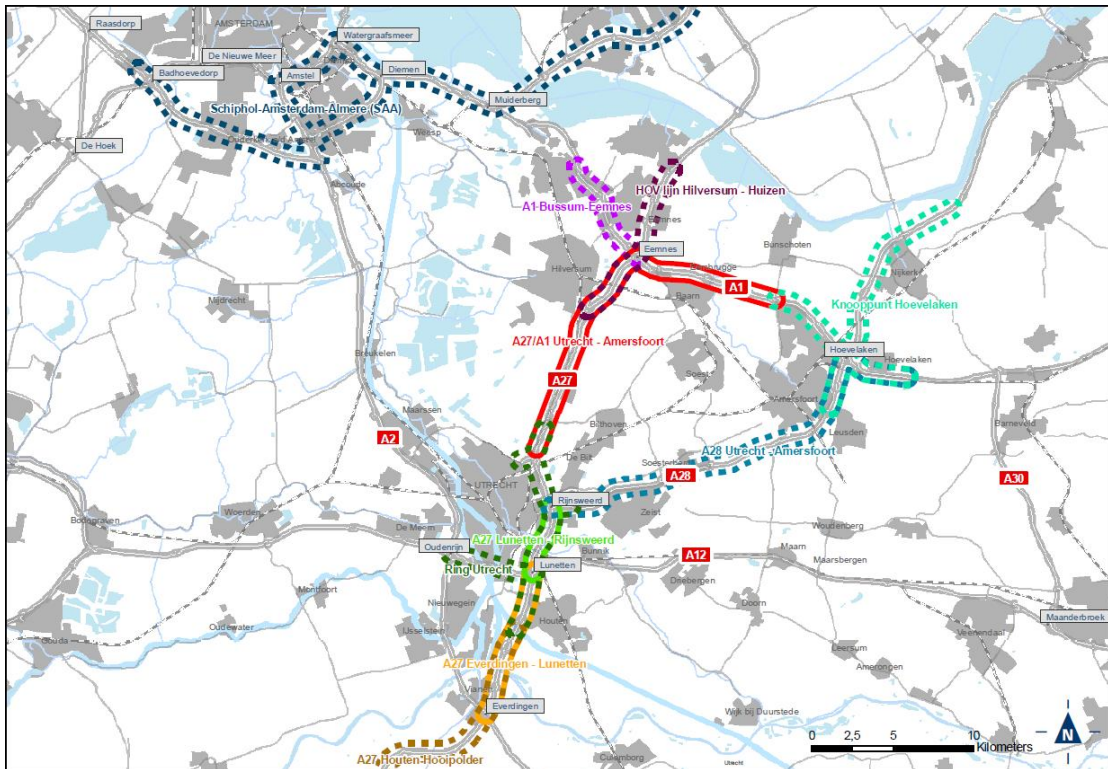 Raasdorp
AMSTERDAM
Watergraafsmeer
De Nieuwe Meer
Badhoevedorp
Amstel
Diemen
Muiderberg
Schiphol-Amsterdam-Almere (SAA)
De Hoek
Weesp
Abcoude
HOV lijn Hilversum - Huizen
A1 Bussum-Eemnes
Eemnes
Eemnes
Bunschoten
Hilversum
Eembrugge
Baarn
A1
Nijkerk
Mijdrecht
Knooppunt Hoevelaken
A27/A1 Utrecht - Amersfoort
Breukelen
Hoevelaken
Hoevelaken
Soest
A27
Amersfoort
Maarssen
Bilthoven
Leusden
Barneveld
A2
De Bilt
Soesterberg
A28 Utrecht - Amersfoort
A28
A30
UTRECHT
Rijnsweerd
Zeist
Woerden
Bodegraven
De Meern
Woudenberg
A27 Lunetten - Rijnsweerd
Oudenrijn
Bunnik
A12
Maarn
Maarsbergen
Ring Utrecht
Lunetten
Driebergen
Montfoort
Nieuwegein
Doorn
Maanderbroek
Oudewater
Houten
Gouda
IJsselstein
Veenendaal
Leersum
A27 Everdingen - Lunetten
Amerongen
Vianen
Everdingen
Wijk bij Duurstede
A27 Houten-Hooipolder
Culemborg
Utrecht
0 2,5 5 10
Kilometers
N